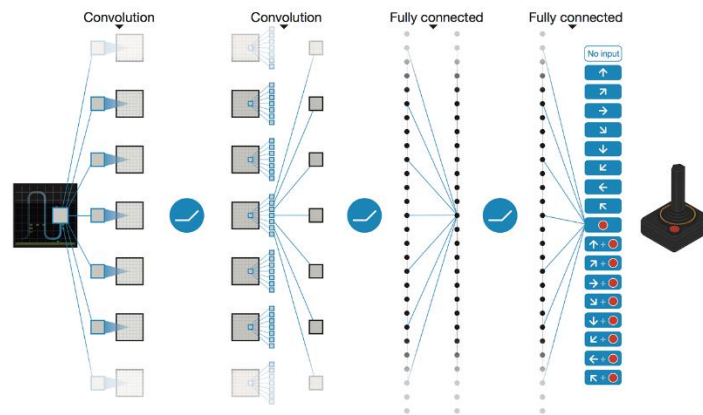 Convolution
Convolution
Fully connected
Fully connected
No input
+
+
+
+
+
+
+
+